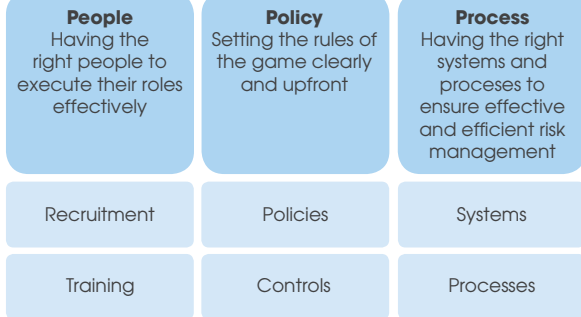 People
Having the
right people to
execute their roles
effectively
Policy
Setting the rules of
the game clearly
and upfront
Process
Having the right
systems and
proceses to
ensure effective
and efficient risk
management
Recruitment
Policies
Systems
Training
Controls
Processes